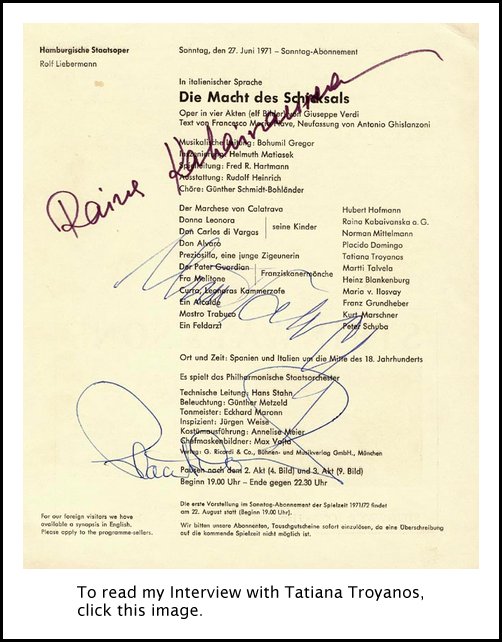 Hamburgische Staatsoper
Rolf Liebermann
Sonntag, den 27. Juni 1971 – Sonntag-Abonnement
In italienischer Sprache
Die Macht des Schicksals
Oper in vier Akten (elf Bilder) von Giuseppe Verdi
Text von Francesco Maria Piave, Neufassung von Antonio Ghislanzoni
Musikalische Leitung: Bohumil Gregor
Inszenierung: Helmuth Matiasek
Spielleitung: Fred R. Hartmann
Ausstattung: Rudolf Heinrich
Chöre: Günther Schmidt-Bohländer
Raina Kabaivanska
Der Marchese von Calatrava Hubert Hofmann
Donna Leonora Raina Kabaivanska a. G.
Don Carlos di Vargas seine Kinder Norman Mittelmann
Don Alvaro Placido Domingo
Preziosilla, eine junge Zigeunerin Tatiana Troyanos
Der Pater Guardian Martti Talvela
Fra Melitone Franziskanermönche Heinz Blankenburg
Curra, Leonoras Kammerzofe Maria v. Ilosvay
Ein Alcalde Franz Grundheber
Mastro Trabuco Kurt Marschner
Ein Feldarzt Peter Schuba
Ort und Zeit: Spanien und Italien um die Mitte des 18. Jahrhunderts
Es spielt das Philharmonische Staatsorchester
Technische Leitung: Hans Stahn
Beleuchtung: Günther Metzeld
Tonmeister: Eckhard Maronn
Inspizient: Jürgen Weise
Kostümausführung: Annelise Meier
Chefmaskenbildner: Max Vojta
Verlag: G. Ricordi & Co., Bühnen- und Musikverlag GmbH., München
Pausen nach dem 2. Akt (4. Bild) und 3. Akt (9. Bild)
Beginn 19.00 Uhr – Ende gegen 22.30 Uhr
Die erste Vorstellung im Sonntag-Abonnement der Spielzeit 1971/72 findet
am 22. August statt (Beginn 19.00 Uhr).
Wir bitten unsere Abonnenten, Tauschgutscheine sofort einzulösen, da eine Überschreibung
auf die kommende Spielzeit nicht möglich ist.
For our foreign visitors we have
available a synopsis in English.
Please apply to the programme-sellers.
To read my Interview with Tatiana Troyanos,
click this image.